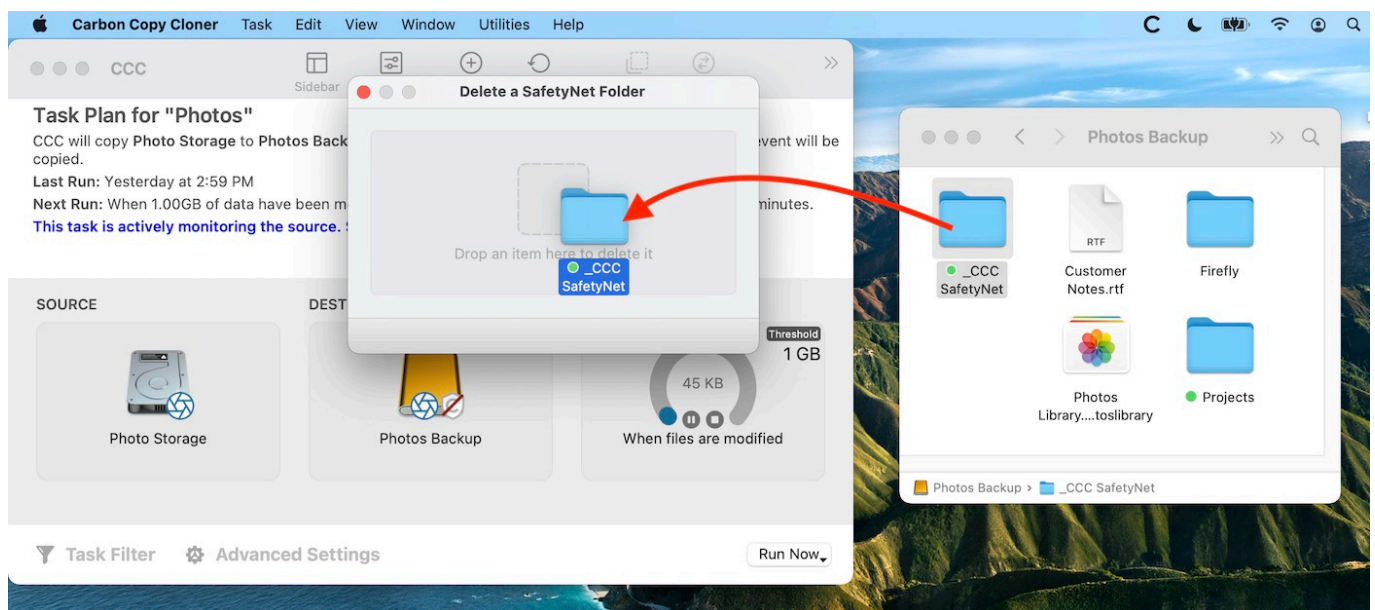 Carbon Copy Cloner Task Edit View Window Utilities Help
CCC
Sidebar
Delete a SafetyNet Folder
Task Plan for "Photos"
CCC will copy Photo Storage to Photos Back
event will be
copied.
Last Run: Yesterday at 2:59 PM
Next Run: When 1.00GB of data have been m
minutes.
This task is actively monitoring the source.
Drop an item here to delete it
_CCC
SafetyNet
SOURCE
DEST
Threshold
1 GB
45 KB
Photo Storage
Photos Backup
When files are modified
Task Filter
Advanced Settings
Run Now
Photos Backup
_CCC
SafetyNet
RTF
Customer
Notes.rtf
Firefly
Photos
Library....toslibrary
Projects
Photos Backup › _CCC SafetyNet